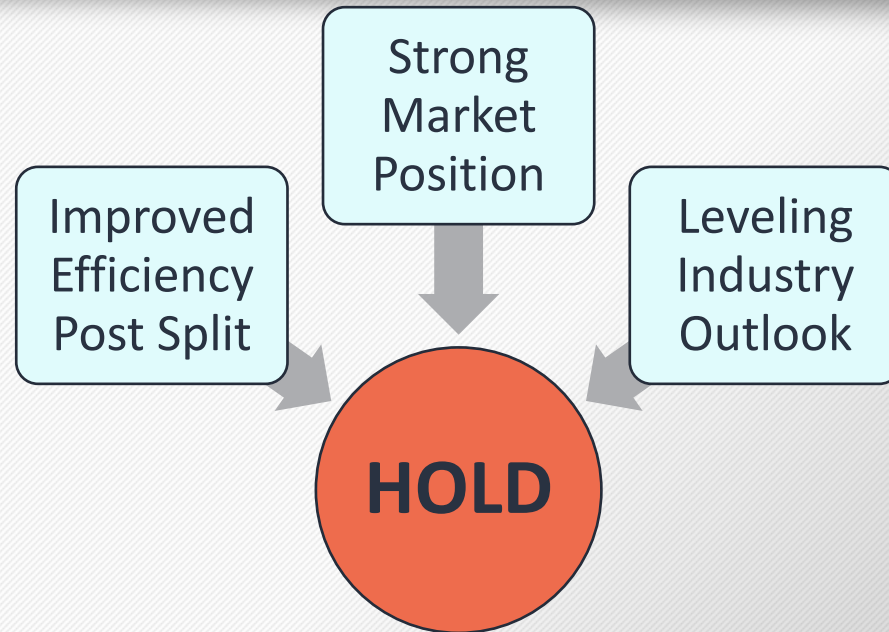 Strong
Market
Position
Improved
Efficiency
Post Split
Leveling
Industry
Outlook
HOLD